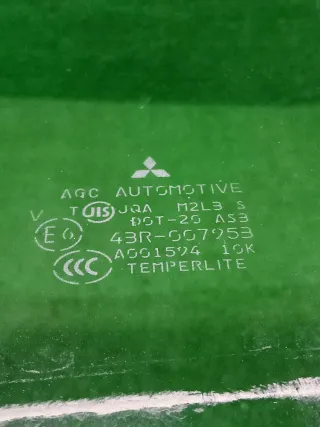 AGC AUTOMOTIVE
T JIS JQA M2L3 S
V DOT-20 AS3
E6 43R-007953
CCC A001594 10K
TEMPERLITE